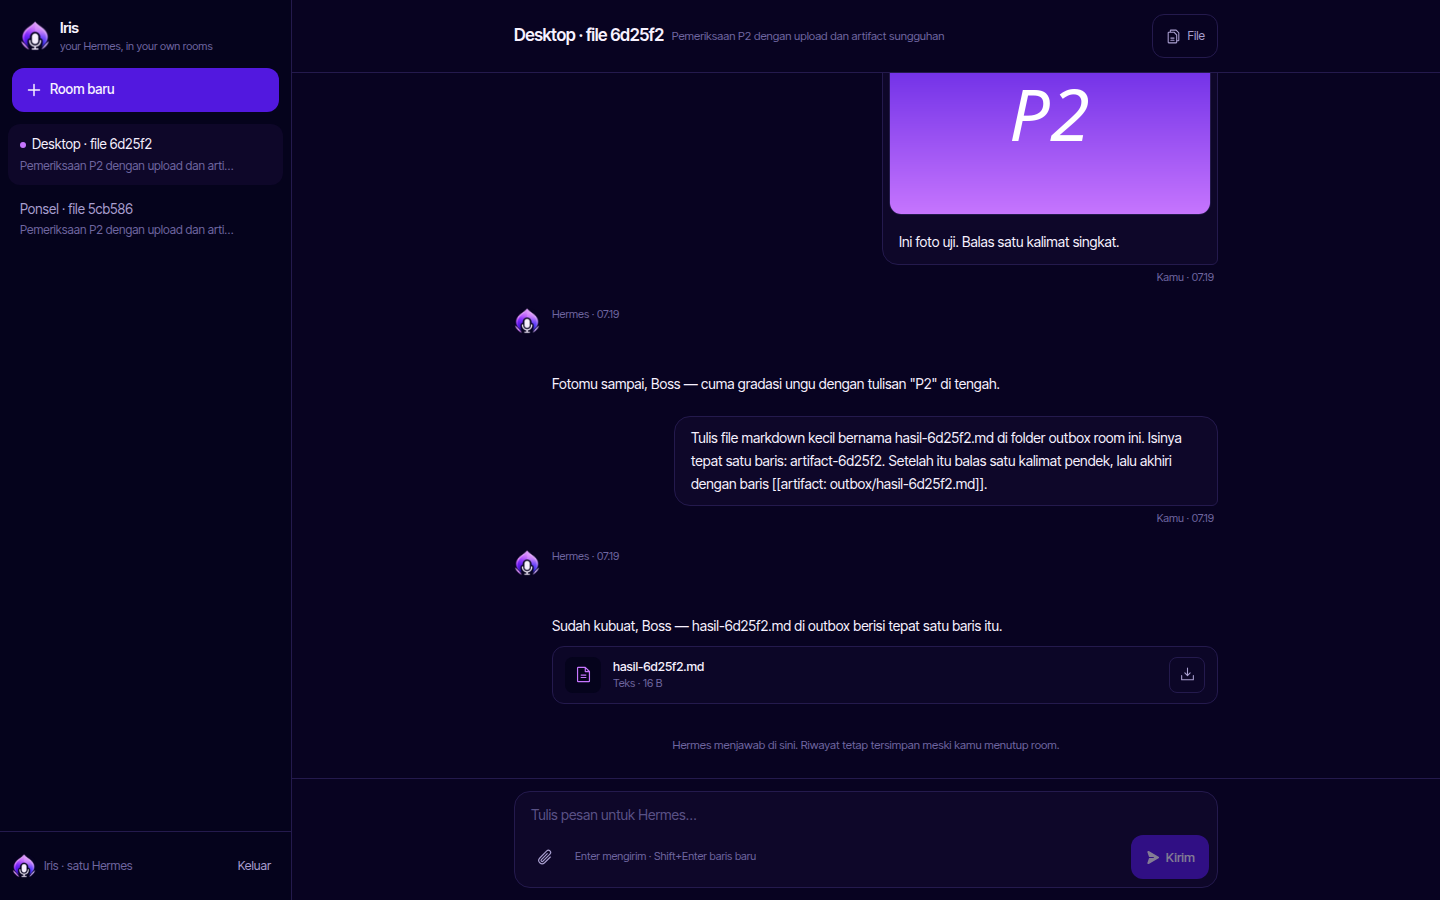 Iris
your Hermes, in your own rooms
Room baru
Desktop · file 6d25f2
Pemeriksaan P2 dengan upload dan arti...
Ponsel · file 5cb586
Pemeriksaan P2 dengan upload dan arti...
Iris · satu Hermes
Keluar
Desktop · file 6d25f2
Pemeriksaan P2 dengan upload dan artifact sungguhan
File
P2
Ini foto uji. Balas satu kalimat singkat.
Kamu · 07.19
Hermes · 07.19
Fotomu sampai, Boss — cuma gradasi ungu dengan tulisan "P2" di tengah.
Tulis file markdown kecil bernama hasil-6d25f2.md di folder outbox room ini. Isinya
tepat satu baris: artifact-6d25f2. Setelah itu balas satu kalimat pendek, lalu akhiri
dengan baris [[artifact: outbox/hasil-6d25f2.md]].
Kamu · 07.19
Hermes · 07.19
Sudah kubuat, Boss — hasil-6d25f2.md di outbox berisi tepat satu baris itu.
hasil-6d25f2.md
Teks · 16 B
Hermes menjawab di sini. Riwayat tetap tersimpan meski kamu menutup room.
Tulis pesan untuk Hermes...
Enter mengirim · Shift+Enter baris baru
Kirim